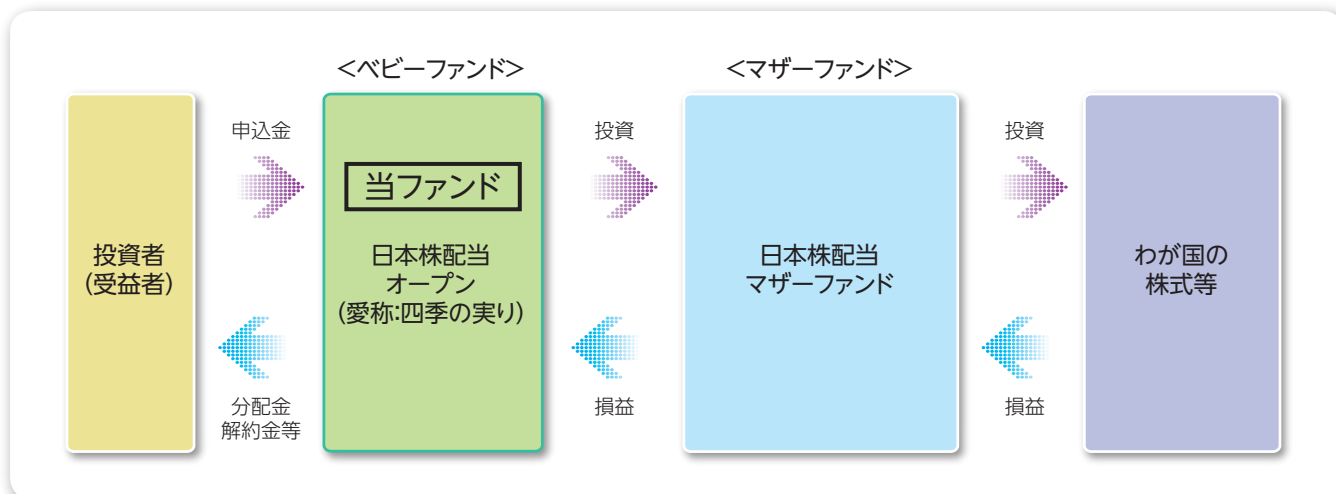 <ベビーファンド>
<マザーファンド>
投資者
(受益者)
申込金
分配金
解約金等
当ファンド
日本株配当
オープン
(愛称:四季の実り)
投資
損益
日本株配当
マザーファンド
投資
損益
わが国の
株式等